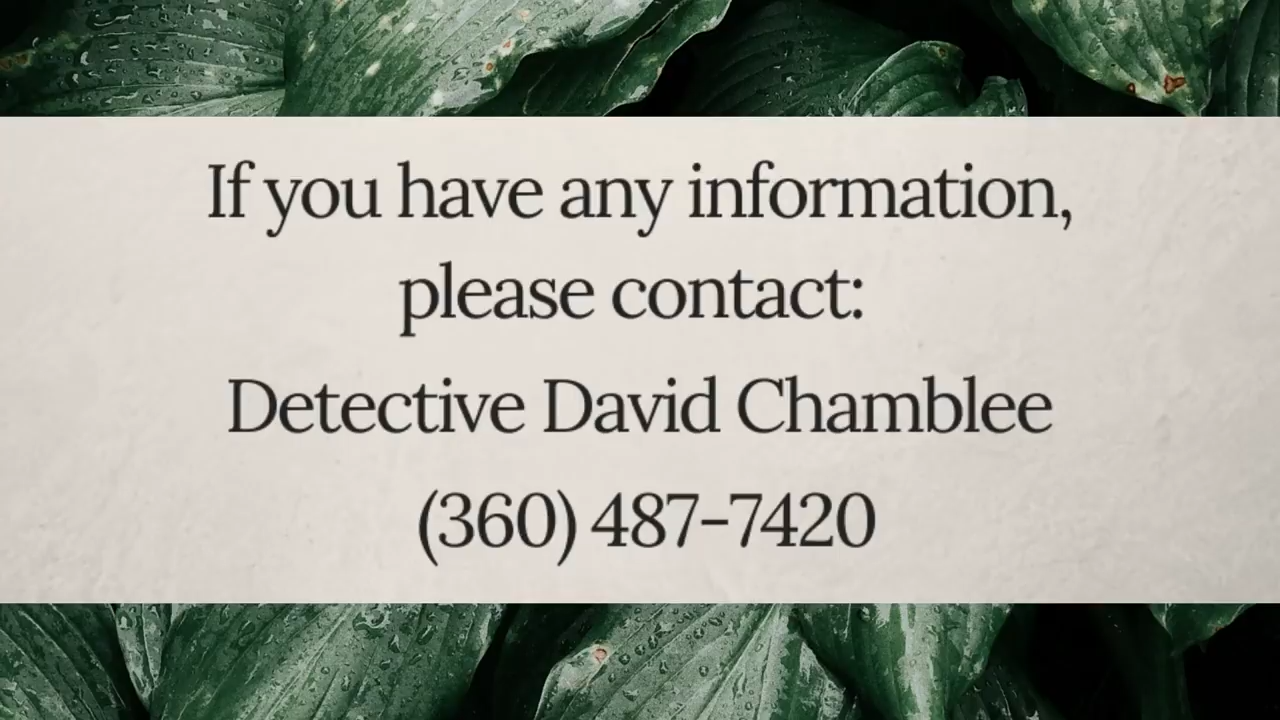 If you have any information,
please contact:
Detective David Chamblee
(360) 487-7420